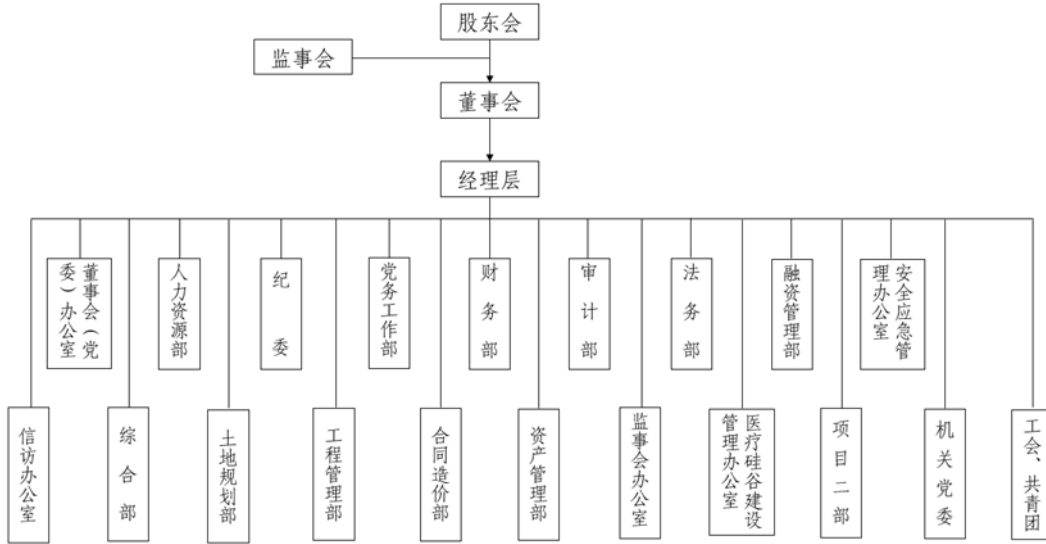 股东会
监事会
董事会
经理层
董事会(党
委)办公室
人力资源部
纪委
党务工作部
财务部
审计部
法务部
融资管理部
安全应急管
理办公室
信访办公室
综合部
土地规划部
工程管理部
合同造价部
资产管理部
监事会办公室
医疗硅谷建设
管理办公室
项目二部
机关党委
工会、共青团